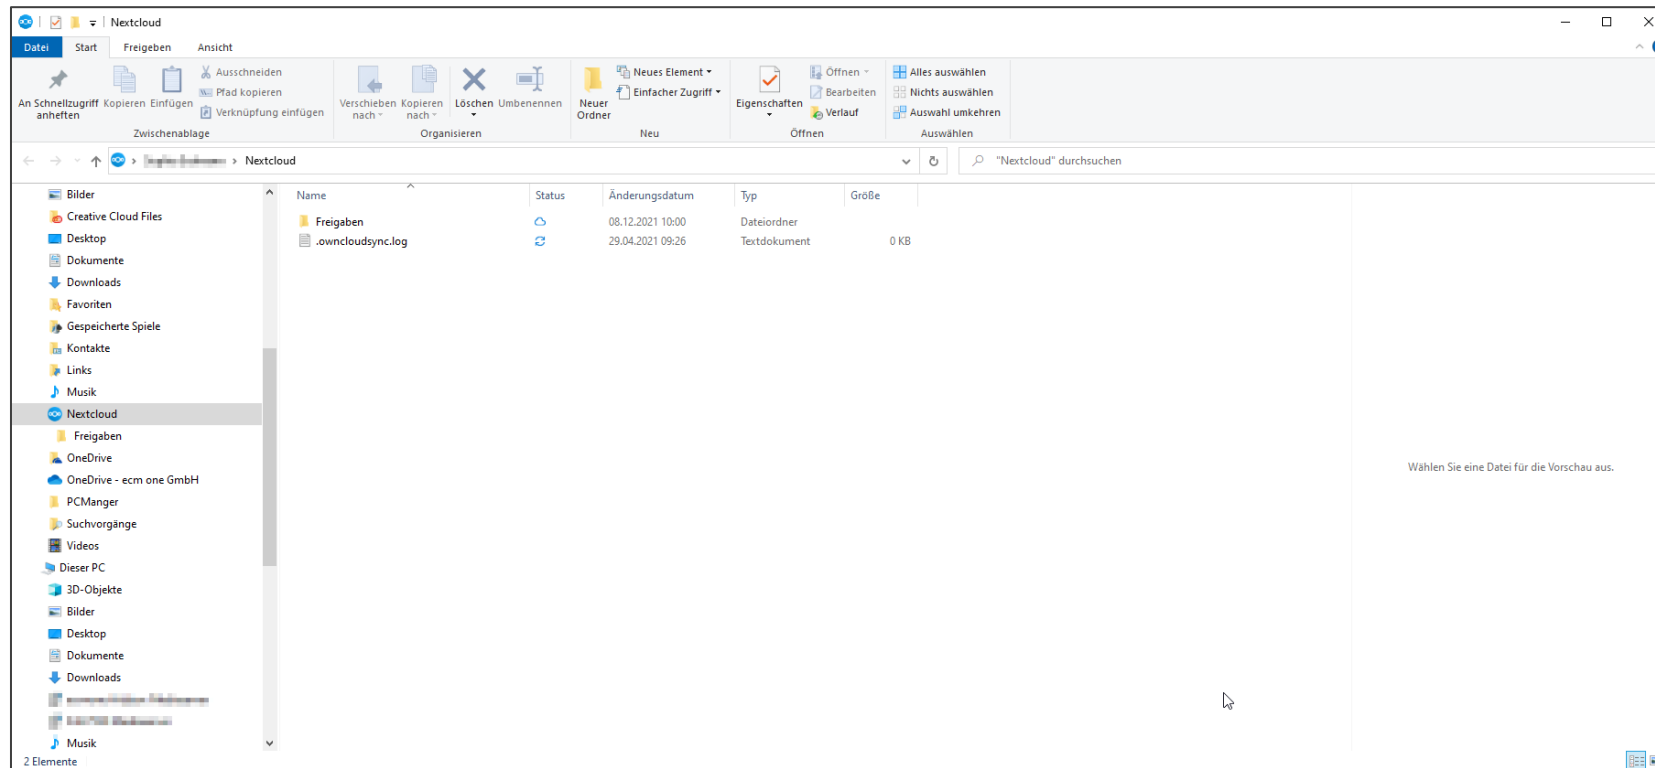 Nextcloud
Datei Start Freigeben Ansicht
An Schnellzugriff anheften
Kopieren
Einfügen
Ausschneiden
Pfad kopieren
Verknüpfung einfügen
Zwischenablage
Verschieben nach
Kopieren nach
Löschen
Umbenennen
Organisieren
Neuer Ordner
Neues Element
Einfacher Zugriff
Neu
Eigenschaften
Öffnen
Bearbeiten
Verlauf
Öffnen
Alles auswählen
Nichts auswählen
Auswahl umkehren
Auswählen
Nextcloud
"Nextcloud" durchsuchen
Bilder
Creative Cloud Files
Desktop
Dokumente
Downloads
Favoriten
Gespeicherte Spiele
Kontakte
Links
Musik
Nextcloud
Freigaben
OneDrive
OneDrive - ecm one GmbH
PCManger
Suchvorgänge
Videos
Dieser PC
3D-Objekte
Bilder
Desktop
Dokumente
Downloads
Musik
Name Status Änderungsdatum Typ Größe
Freigaben 08.12.2021 10:00 Dateiordner
.owncloudsync.log 29.04.2021 09:26 Textdokument 0 KB
Wählen Sie eine Datei für die Vorschau aus.
2 Elemente